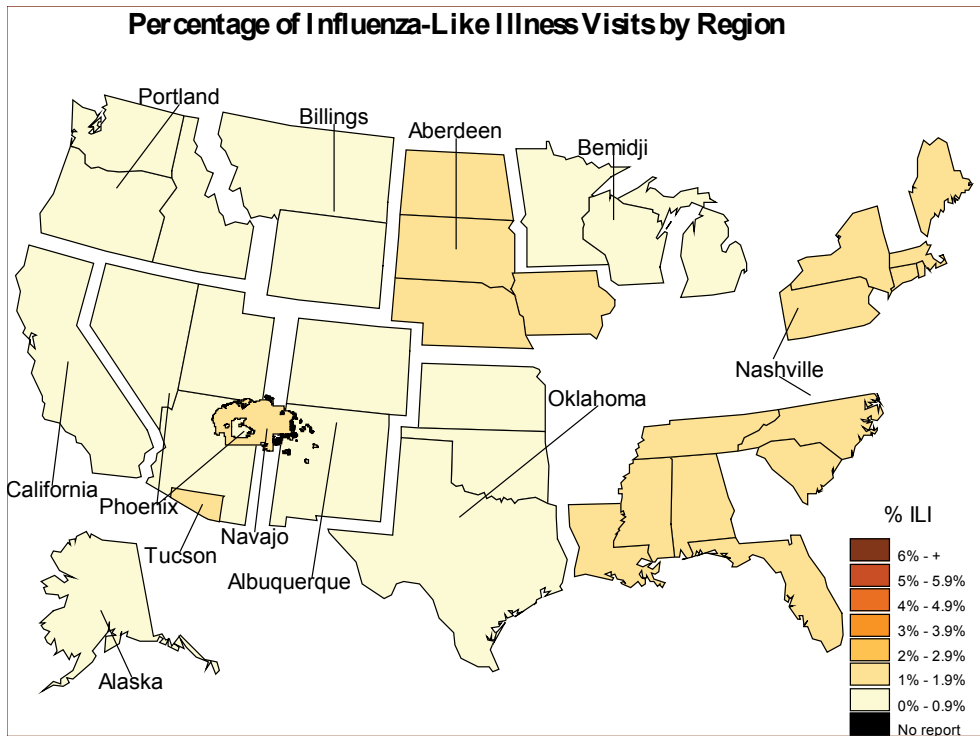 Percentage of Influenza-Like Illness Visits by Region
Portland
Billings
Aberdeen
Bemidji
Nashville
Oklahoma
California
Phoenix
Navajo
Tucson
Albuquerque
Alaska
% ILI
6% - +
5% - 5.9%
4% - 4.9%
3% - 3.9%
2% - 2.9%
1% - 1.9%
0% - 0.9%
No report